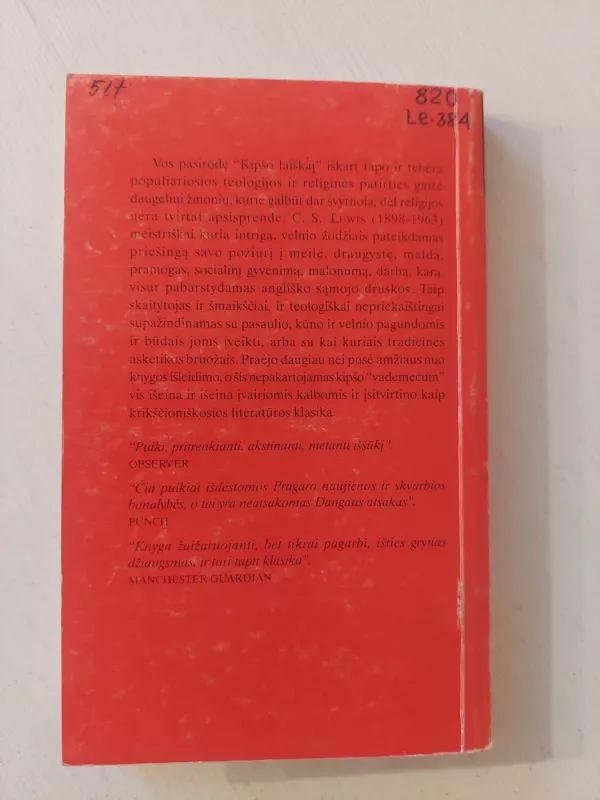 5Lt
820
Le-384
Vos pasirodę "Kipšo laiškai" iškart tapo ir tebėra
populiariosios teologijos ir religinės patirties gaitė
daugeliui žmonių, kurie galbūt dar svyruoja, dėl religijos
nėra tvirtai apsisprendę. C. S. Lewis (1898-1963)
meistriškai kuria intrigą, velnio žodžiais pateikdamas
priešingą savo požiūrį į meilę, draugystę, maldą,
pramogas, socialinį gyvenimą, malonumą, darbą, karą,
visur pabarstydamas angliško sąmojo druskos. Taip
skaitytojas ir šmaikščiai, ir teologiškai nepriekaištingai
supažindinamas su pasaulio, kūno ir velnio pagundomis
ir būdais joms įveikti, arba su kai kuriais tradicinės
asketikos bruožais. Praėjo daugiau nei pusė amžiaus nuo
knygos išleidimo, o šis nepakartojamas kipšo "vademecum"
vis išeina ir išeina įvairiomis kalbomis ir įsitvirtino kaip
krikščioniškosios literatūros klasika.
"Puiki, pritrenkianti, akstinanti, metanti iššūkį".
OBSERVER
"Čia puikiai išdėstomos Pragaro naujienos ir skvarbios
banalybės, o tai yra neatsakomas Dangaus atsakas".
PUNCH
"Knyga žaižaruojanti, bet tikrai pagarbi, išties grynas
džiaugsmas, ir turi tapti klasika".
MANCHESTER GUARDIAN